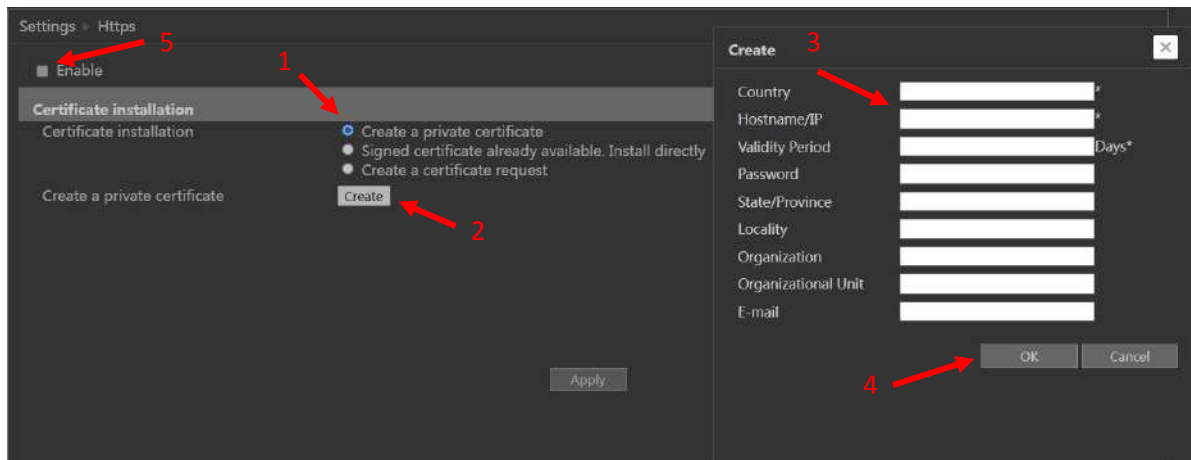 Settings Https
5
Enable
1
Certificate installation
Certificate installation
Create a private certificate
Signed certificate already available. Install directly
Create a certificate request
Create a private certificate
Create
2
Create
3
Country *
Hostname/IP *
Validity Period Days*
Password
State/Province
Locality
Organization
Organizational Unit
E-mail
OK Cancel
4
Apply